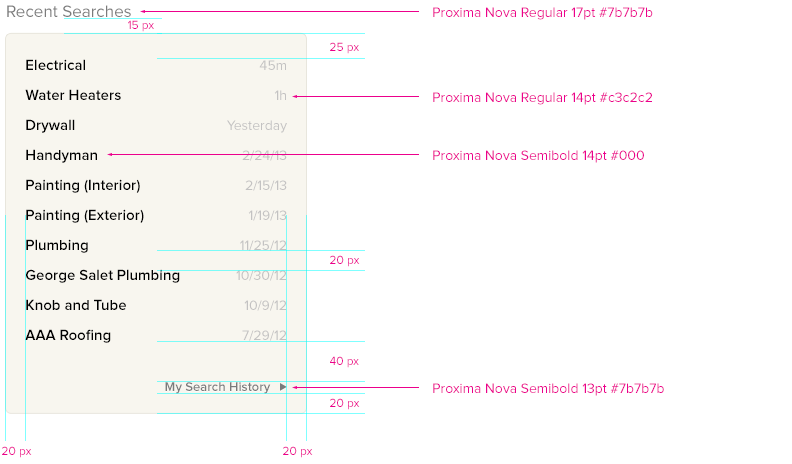 Recent Searches
Proxima Nova Regular 17pt #7b7b7b
15 px
25 px
Electrical 45m
Water Heaters 1h
Proxima Nova Regular 14pt #c3c2c2
Drywall Yesterday
Handyman 2/24/13
Proxima Nova Semibold 14pt #000
Painting (Interior) 2/15/13
Painting (Exterior) 1/19/13
Plumbing 11/25/12
20 px
George Salet Plumbing 10/30/12
Knob and Tube 10/9/12
AAA Roofing 7/29/12
40 px
My Search History
Proxima Nova Semibold 13pt #7b7b7b
20 px
20 px
20 px